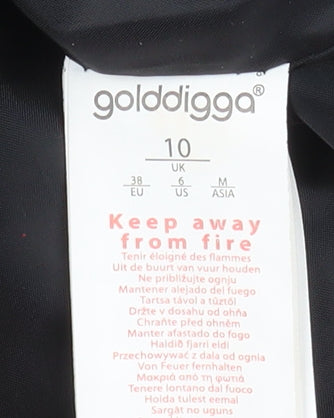 golddigga®
10
UK
38 6 M
EU US ASIA
Keep away
from fire
Tenir éloigné des flammes
Uit de buurt van vuur houden
Ne približujte ognju
Mantener alejado del fuego
Tartsa távol a tűztől
Držte v dosahu od ohňa
Chraňte před ohněm
Manter afastado do fogo
Haldið fjarri eldi
Przechowywać z dala od ognia
Von Feuer fernhalten
Μακριά από τη φωτιά
Tenere lontano dal fuoco
Hoida tulest eemal
Sargāt no uguns